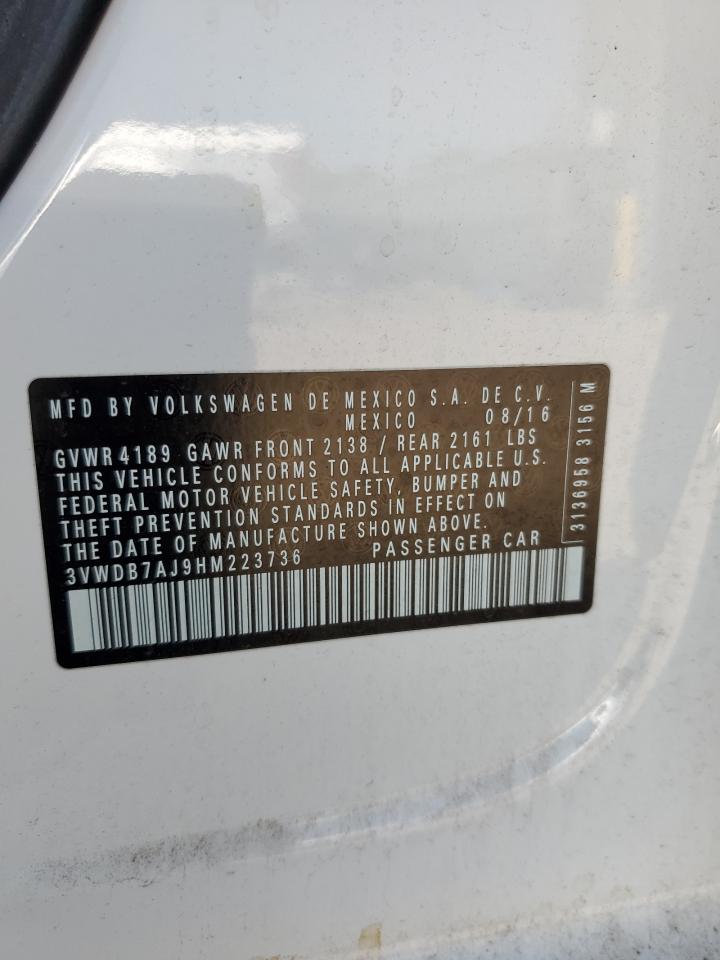 MFD BY VOLKSWAGEN DE MEXICO S.A. DE C.V.
MEXICO 08/16
GVWR 4189 GAWR FRONT 2138 / REAR 2161 LBS
THIS VEHICLE CONFORMS TO ALL APPLICABLE U.S.
FEDERAL MOTOR VEHICLE SAFETY, BUMPER AND
THEFT PREVENTION STANDARDS IN EFFECT ON
THE DATE OF MANUFACTURE SHOWN ABOVE.
3VWDB7AJ9HM223736 PASSENGER CAR
3136958 3156 M